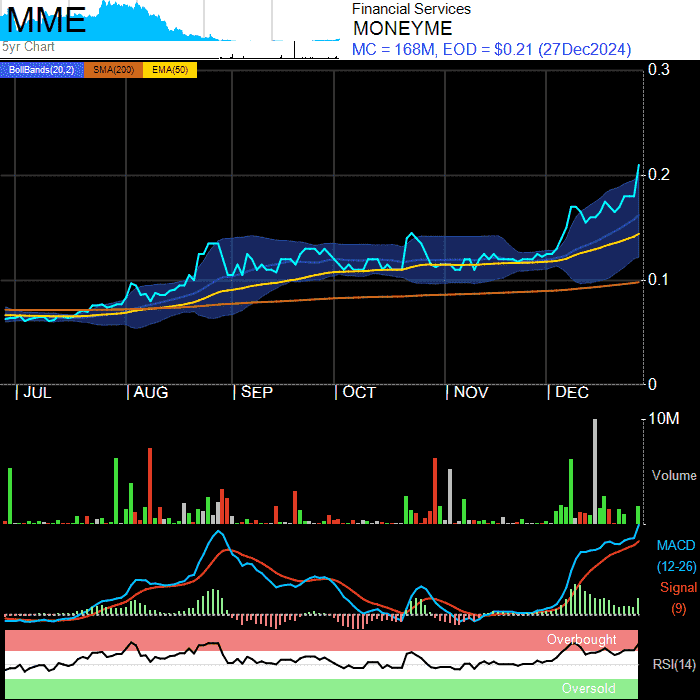 MME
5yr Chart
Financial Services
MONEYME
MC = 168M, EOD = $0.21 (27Dec2024)
BollBands(20,2) SMA(200) EMA(50)
0.3
0.2
0.1
0
JUL AUG SEP OCT NOV DEC
10M
Volume
MACD
(12-26)
Signal
(9)
Overbought
RSI(14)
Oversold